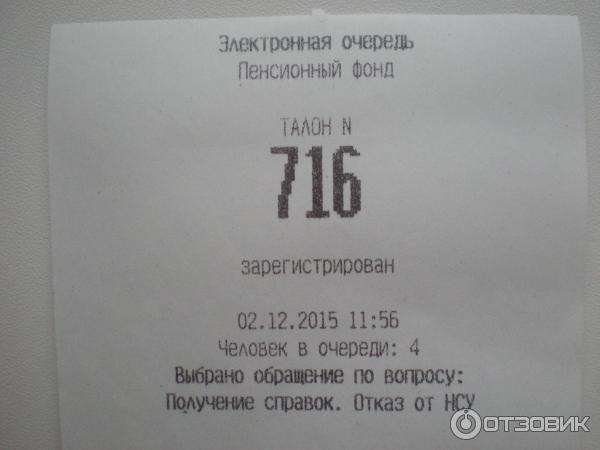 Электронная очередь
Пенсионный фонд
ТАЛОН N
716
зарегистрирован
02.12.2015 11:56
Человек в очереди: 4
Выбрано обращение по вопросу:
Получение справок. Отказ от НСУ
ОТЗОВИК